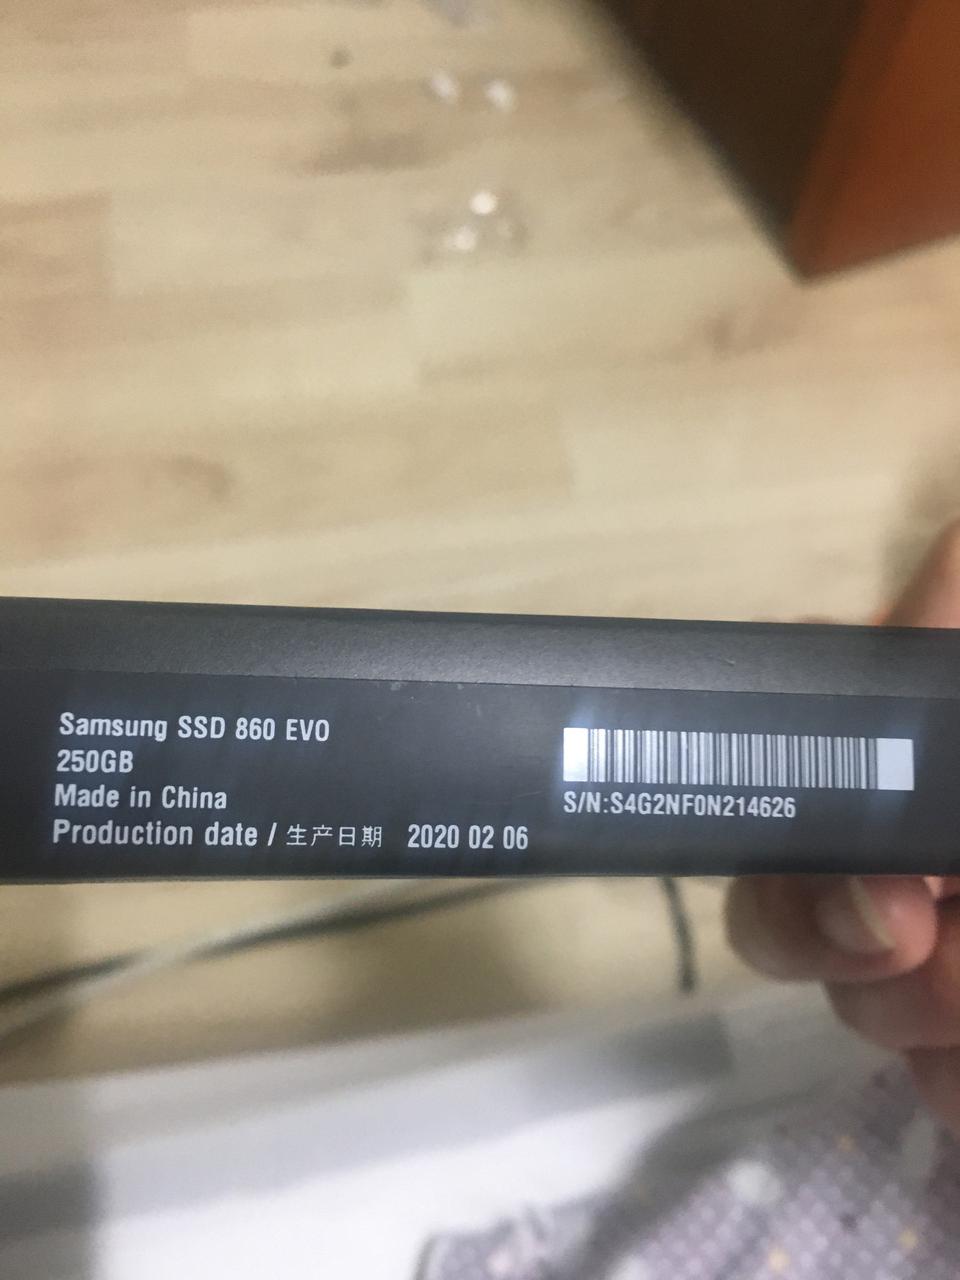 Samsung SSD 860 EVO
250GB
Made in China
Production date / 生产日期 2020 02 06
S/N:S4G2NF0N214626